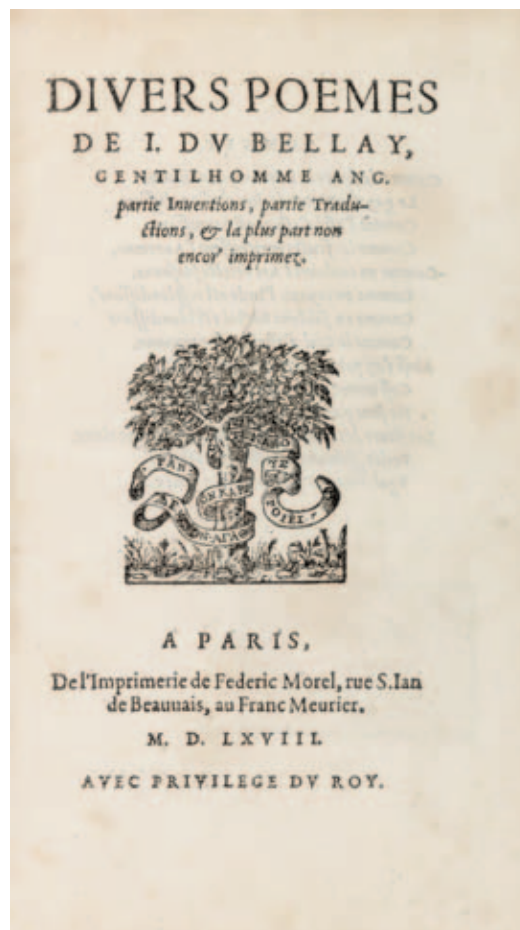 DIVERS POEMES
DE I. DV BELLAY,
GENTILHOMME ANG.
partie Inuentions, partie Tradu-
ctions, & la plus part non
encor' imprimez.
A PARIS,
De l'Imprimerie de Federic Morel, rue S. Ian
de Beauuais, au Franc Meurier.
M. D. LXVIII.
AVEC PRIVILEGE DV ROY.